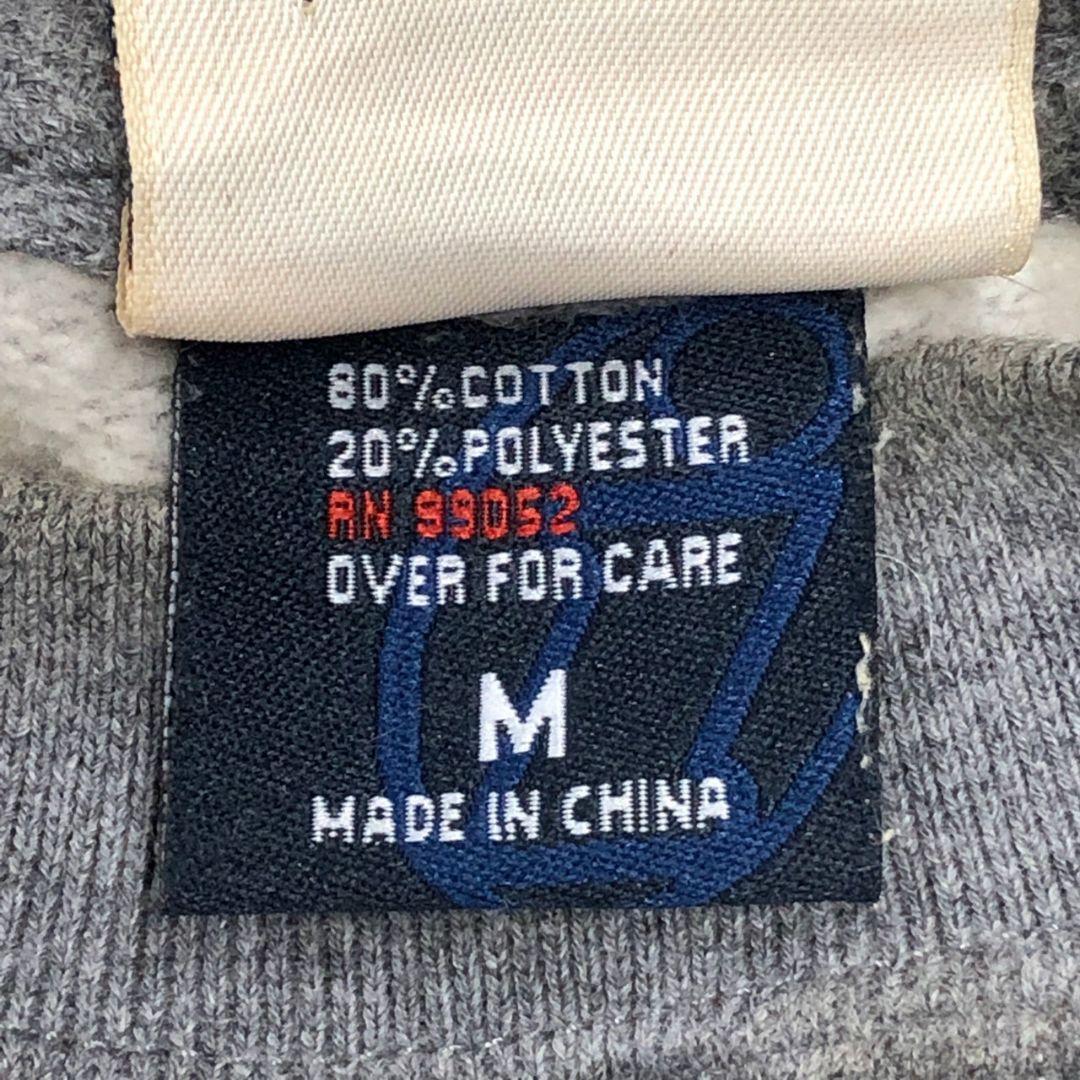 80%COTTON
20%POLYESTER
RN 99052
OVER FOR CARE
M
MADE IN CHINA